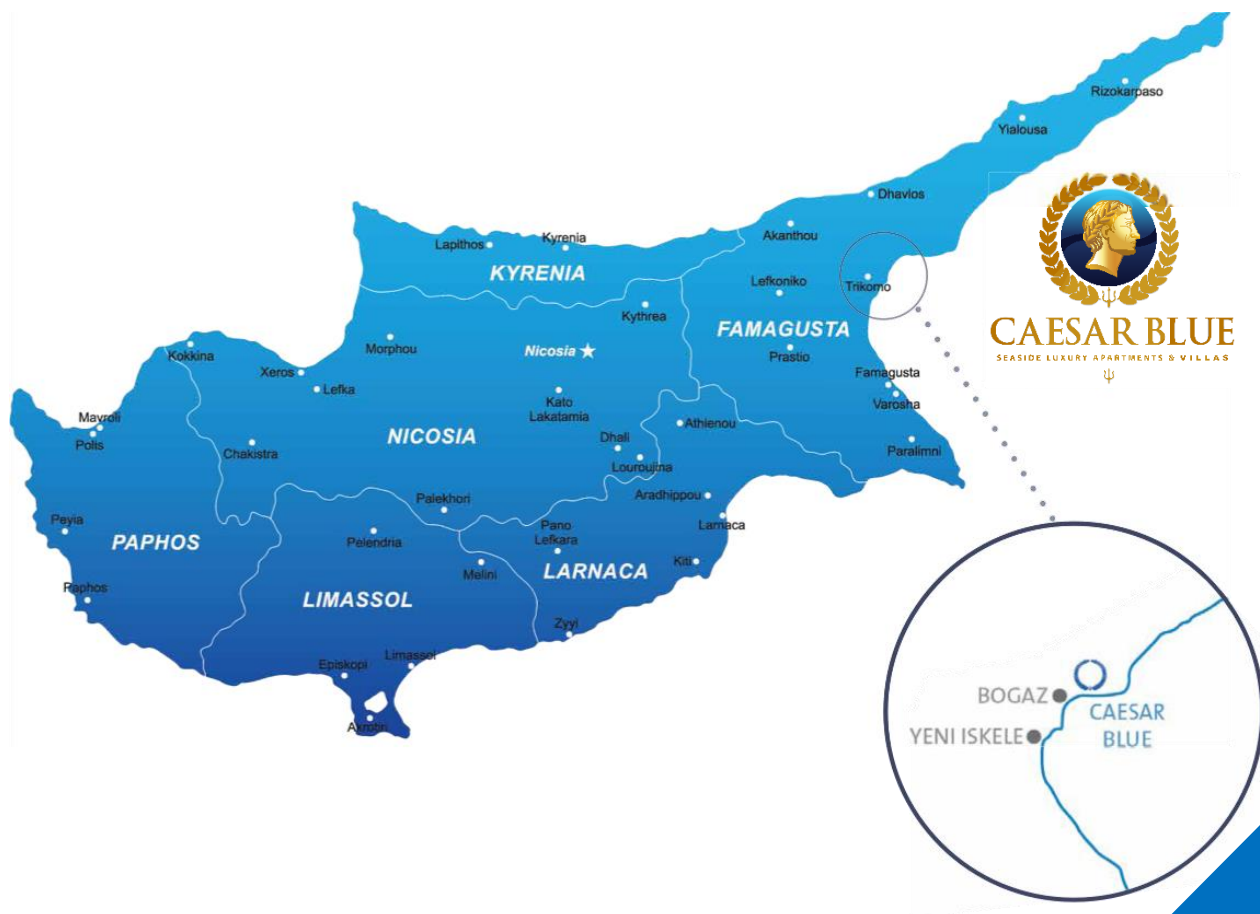 Rizokarpaso
Yialousa
Dhavlos
Akanthou
Lapithos
Kyrenia
KYRENIA
Lefkoniko
Trikomo
Kythrea
FAMAGUSTA
CAESAR BLUE
SEASIDE LUXURY APARTMENTS & VILLAS
Morphou
Nicosia
Kokkina
Prastio
Xeros
Lefka
Famagusta
Varosha
Kato
Lakatamia
Mavroli
Polis
Athienou
NICOSIA
Dhali
Chakistra
Louroujina
Paralimni
Aradhippou
Palekhori
Peyia
Larnaca
Pano
Lefkara
PAPHOS
Pelendria
Melini
Kiti
LARNACA
Paphos
LIMASSOL
Zyyi
Limassol
Episkopi
Akrotiri
BOGAZ
CAESAR
BLUE
YENI ISKELE